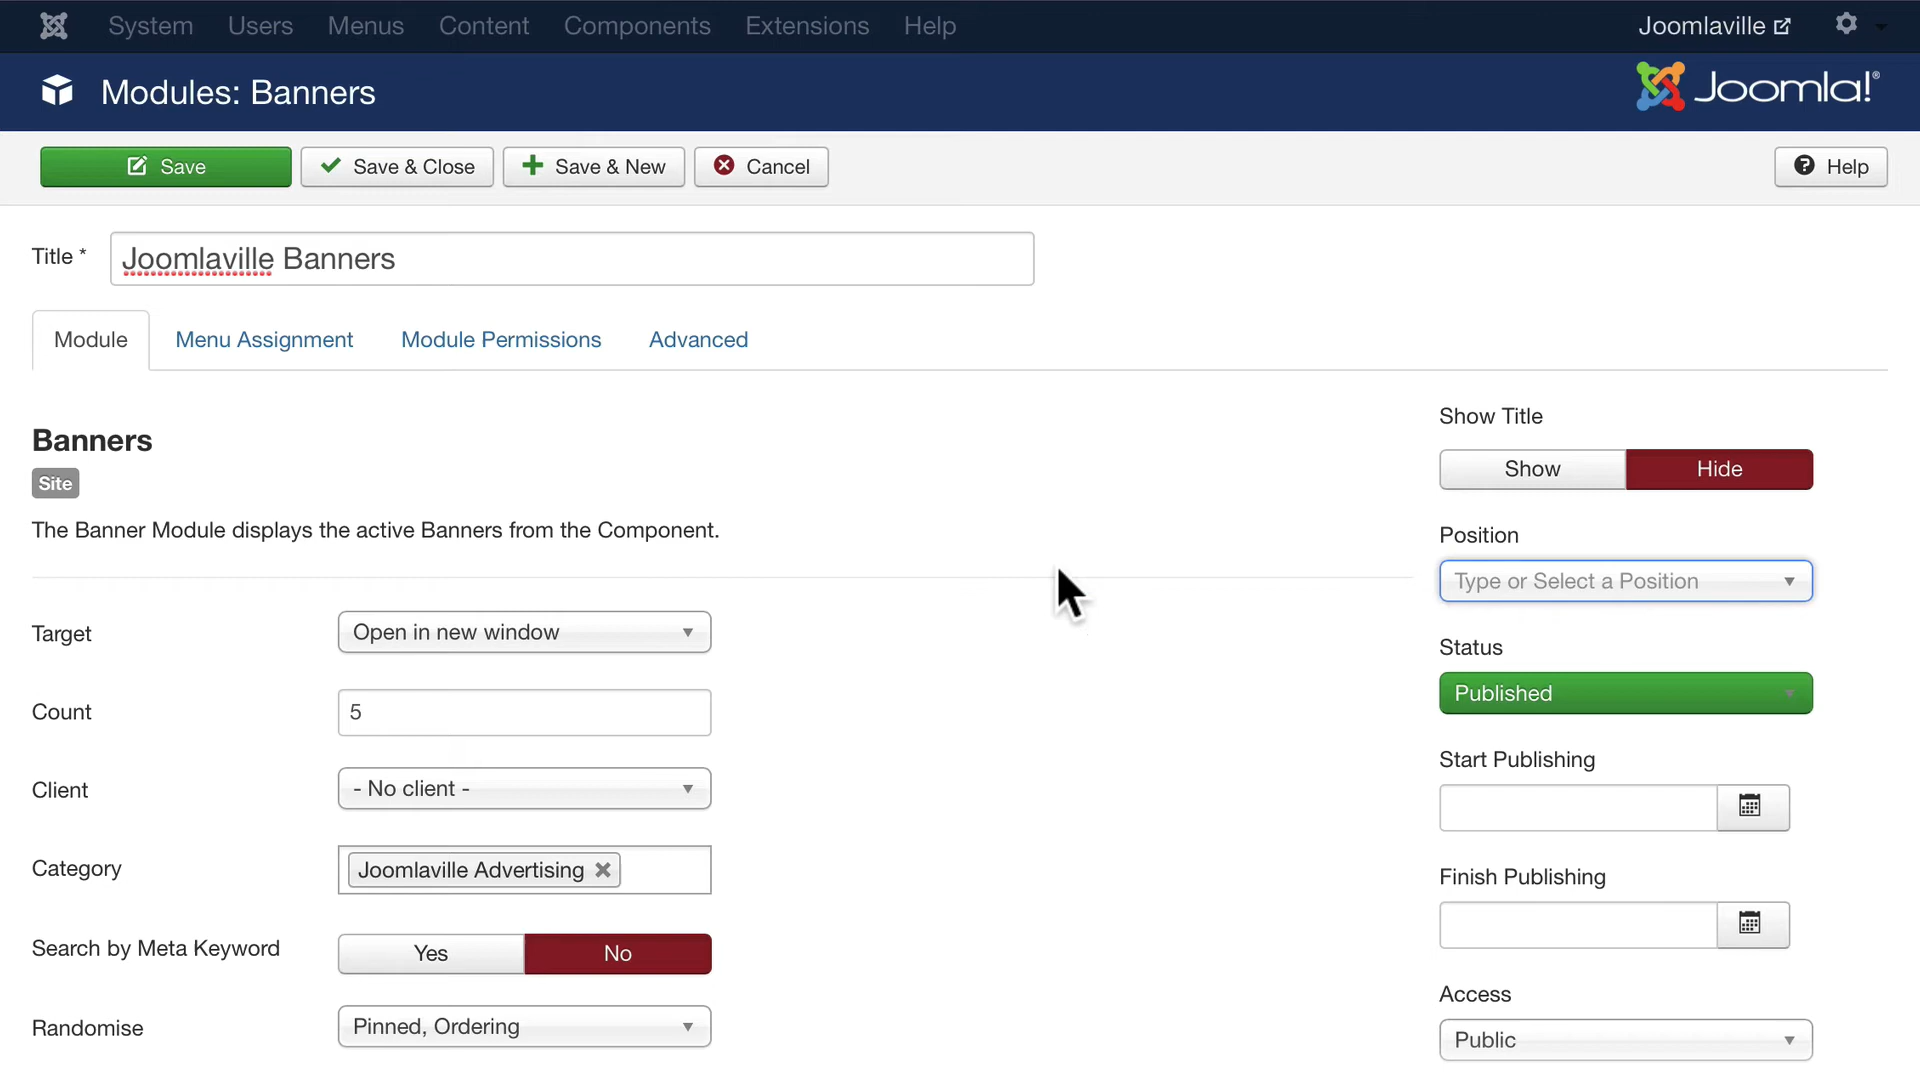 System Users Menus Content Components Extensions Help Joomlaville
Modules: Banners Joomla!®
Save Save & Close Save & New Cancel Help
Title * Joomlaville Banners
Module Menu Assignment Module Permissions Advanced
Show Title
Banners
Show Hide
Site
The Banner Module displays the active Banners from the Component.
Position
Type or Select a Position
Target Open in new window
Status
Published
Count 5
Start Publishing
Client - No client -
Category Joomlaville Advertising
Finish Publishing
Search by Meta Keyword Yes No
Access
Randomise Pinned, Ordering
Public